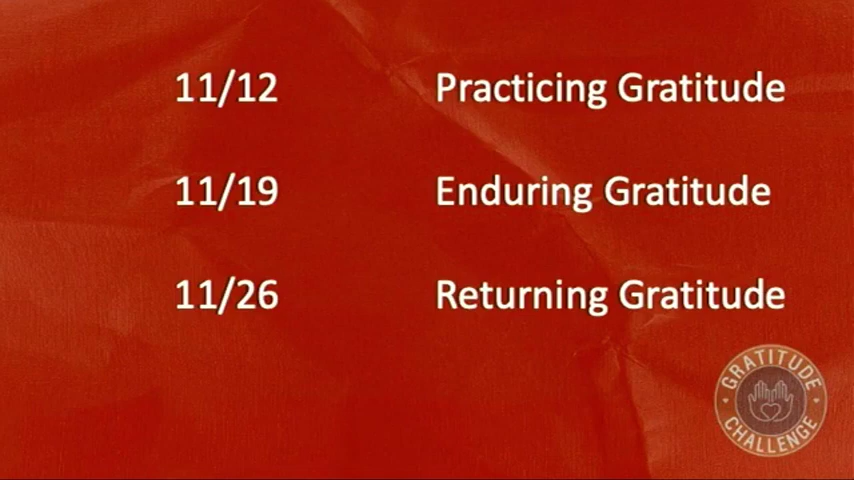 11/12 Practicing Gratitude
11/19 Enduring Gratitude
11/26 Returning Gratitude
GRATITUDE
CHALLENGE